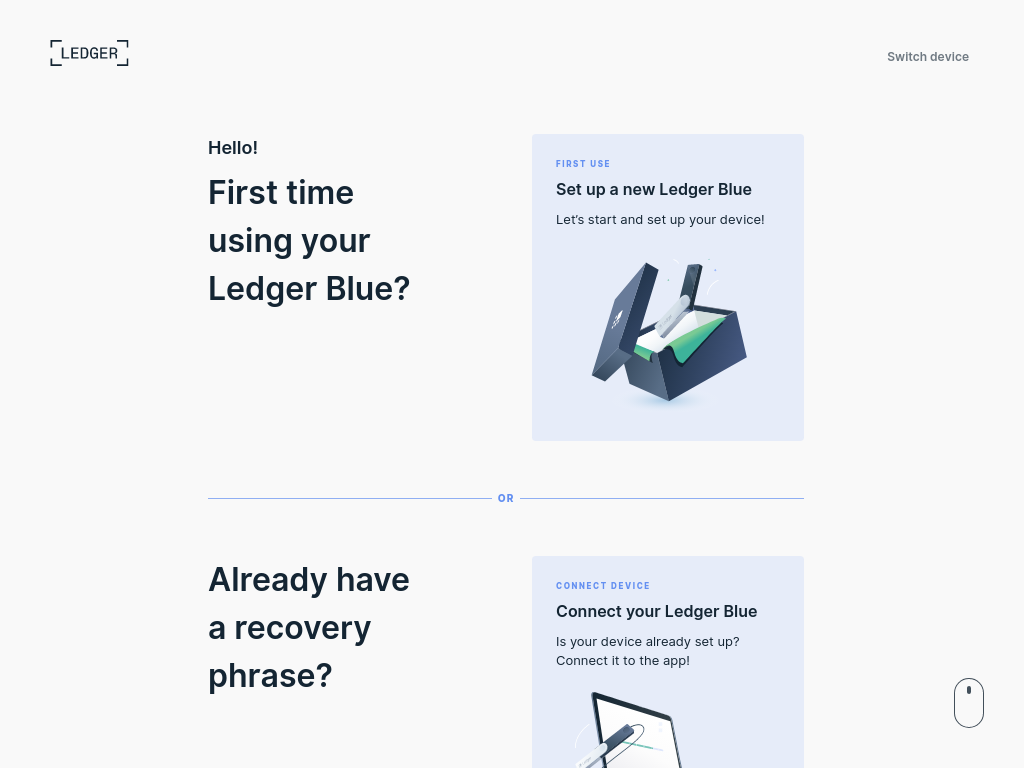 LEDGER
Switch device
Hello!
First time
using your
Ledger Blue?
FIRST USE
Set up a new Ledger Blue
Let's start and set up your device!
OR
Already have
a recovery
phrase?
CONNECT DEVICE
Connect your Ledger Blue
Is your device already set up?
Connect it to the app!